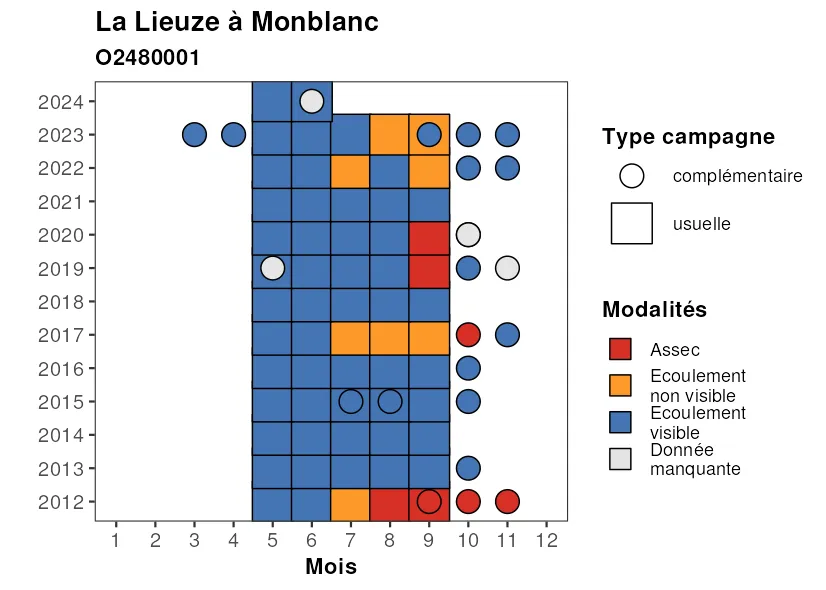 La Lieuze à Monblanc
O2480001
2024
2023
2022
2021
2020
2019
2018
2017
2016
2015
2014
2013
2012
1 2 3 4 5 6 7 8 9 10 11 12
Mois
Type campagne
complémentaire
usuelle
Modalités
Assec
Ecoulement
non visible
Ecoulement
visible
Donnée
manquante